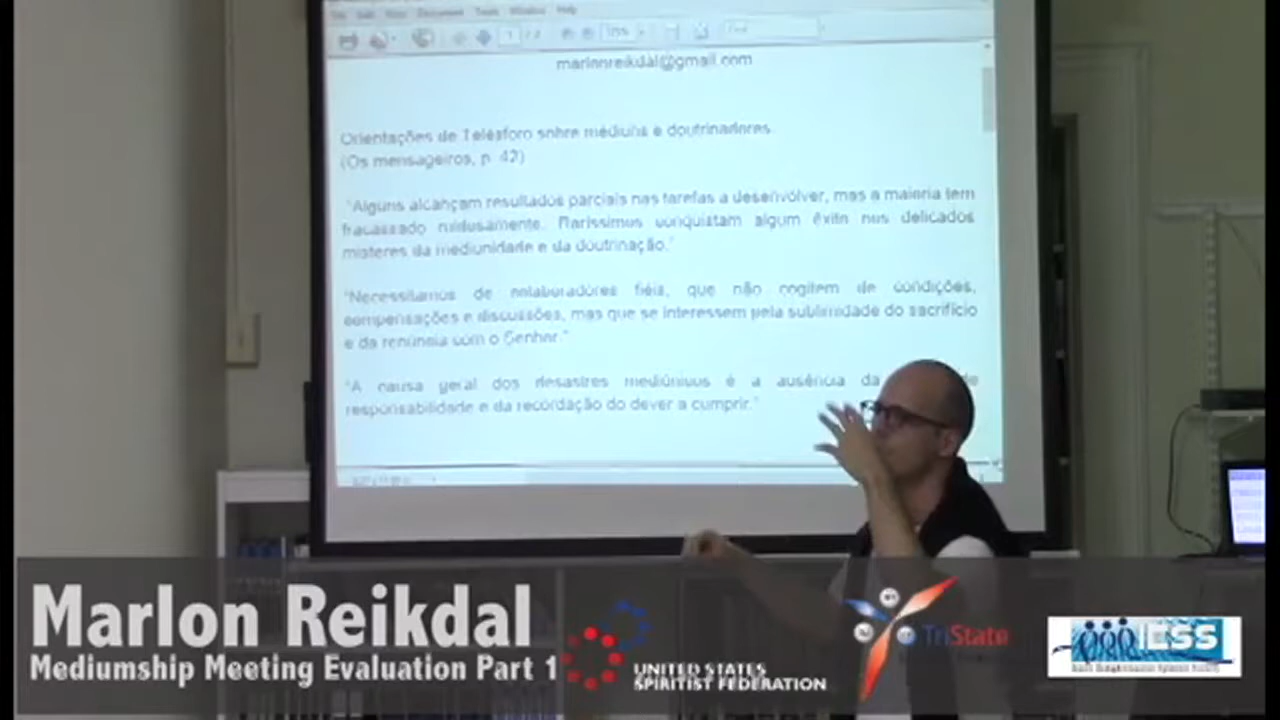 marlonreikdal@gmail.com
Orientações de Telésforo sobre médiuns e doutrinadores
(Os mensageiros, p. 42)
"Alguns alcançam resultados parciais nas tarefas a desenvolver, mas a maioria tem
fracassado ruidosamente. Raríssimos conquistam algum êxito nos delicados
misteres da mediunidade e da doutrinação."
"Necessitamos de colaboradores fiéis, que não cogitem de condições,
compensações e discussões, mas que se interessem pela sublimidade do sacrifício
e da renúncia com o Senhor."
"A causa geral dos desastres mediúnicos é a ausência da de
responsabilidade e da recordação do dever a cumprir."
Marlon Reikdal
Mediumship Meeting Evaluation Part 1
UNITED STATES
SPIRITIST FEDERATION
TriState